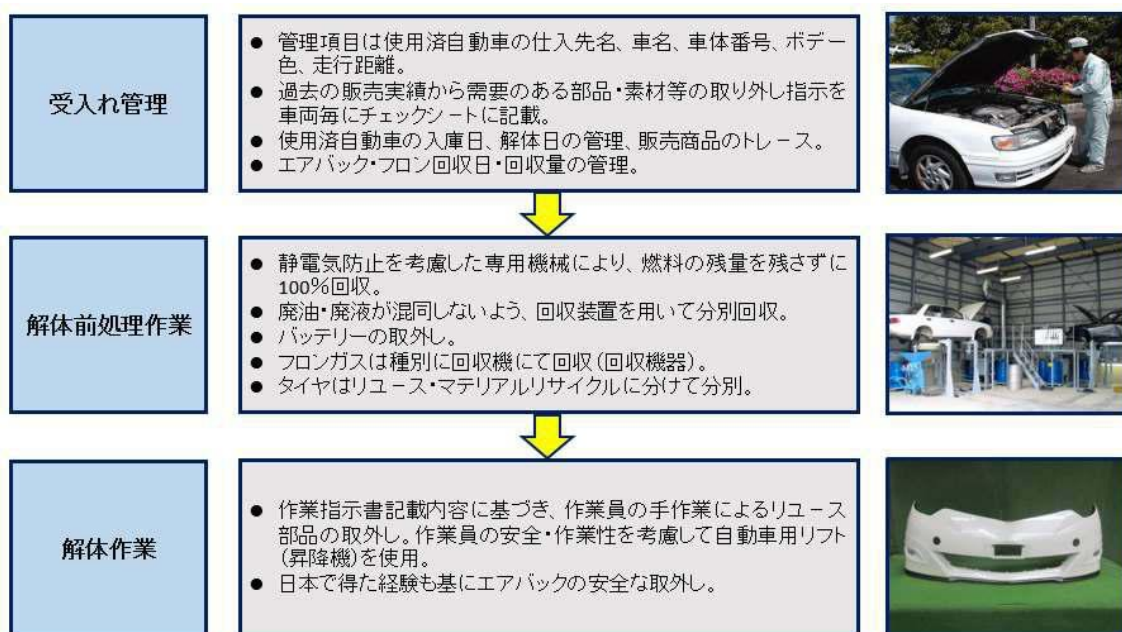 受入れ管理
● 管理項目は使用済自動車の仕入先名、車名、車体番号、ボデー
色、走行距離。
● 過去の販売実績から需要のある部品・素材等の取り外し指示を
車両毎にチェックシートに記載。
● 使用済自動車の入庫日、解体日の管理、販売商品のトレース。
● エアバック・フロン回収日・回収量の管理。
解体前処理作業
● 静電気防止を考慮した専用機械により、燃料の残量を残さずに
100%回収。
● 廃油・廃液が混同しないよう、回収装置を用いて分別回収。
● バッテリーの取外し。
● フロンガスは種別に回収機にて回収(回収機器)。
● タイヤはリユース・マテリアルリサイクルに分けて分別。
解体作業
● 作業指示書記載内容に基づき、作業員の手作業によるリユース
部品の取外し。作業員の安全・作業性を考慮して自動車用リフト
(昇降機)を使用。
● 日本で得た経験も基にエアバックの安全な取外し。